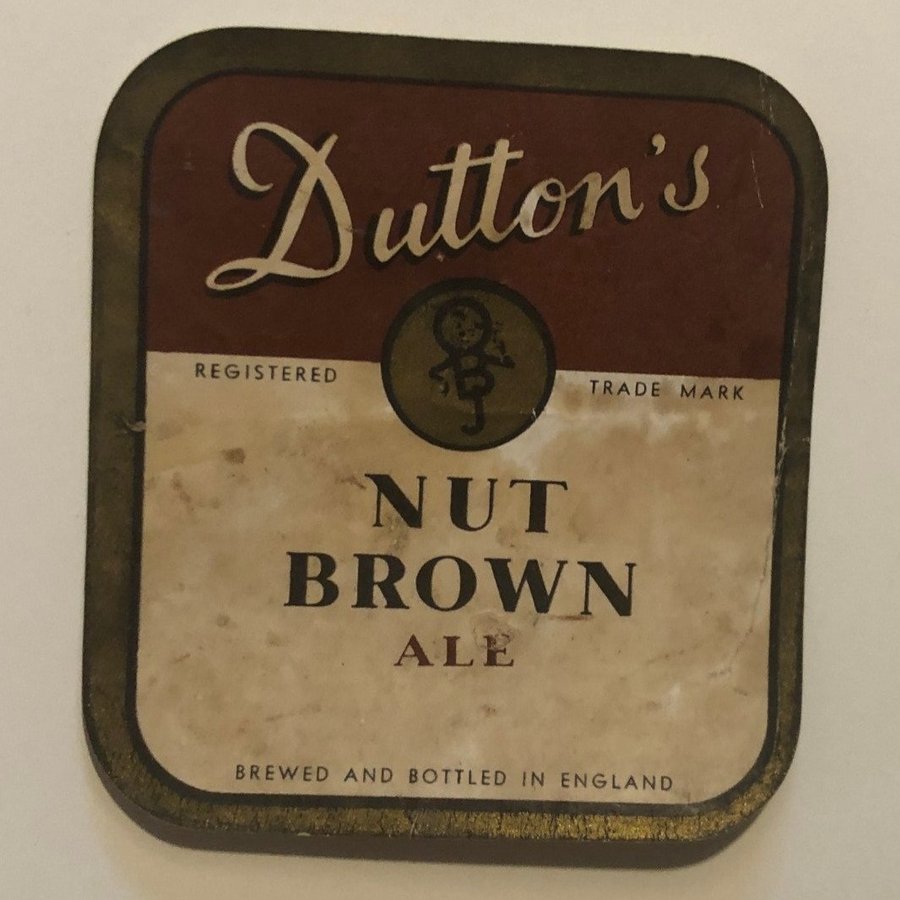 Dutton's
REGISTERED TRADE MARK
NUT
BROWN
ALE
BREWED AND BOTTLED IN ENGLAND